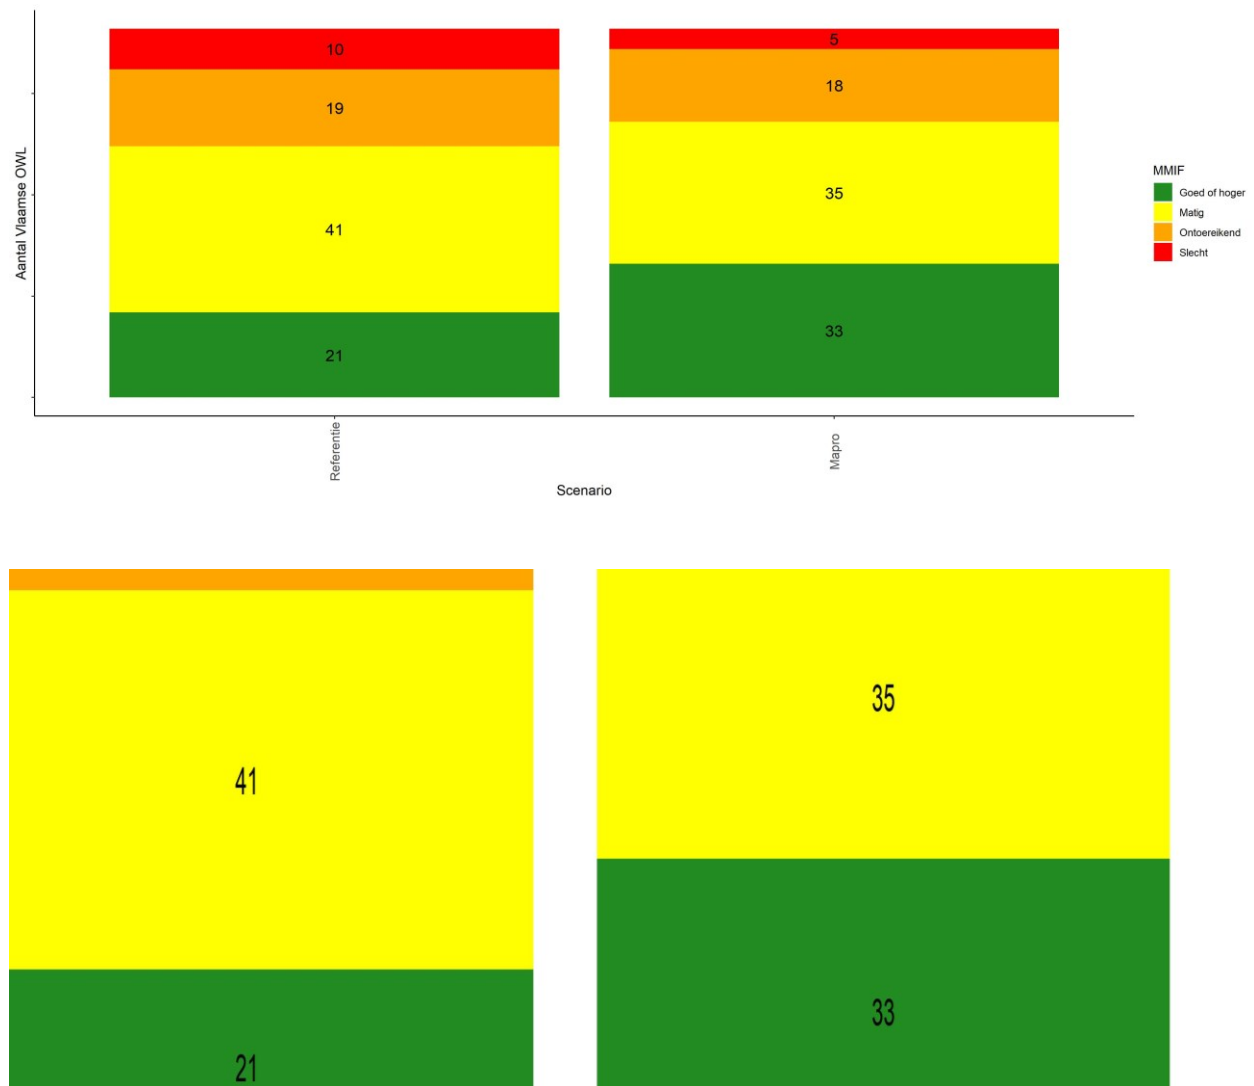 Aantal Vlaamse OWL
10
19
41
21
5
18
35
33
MMIF
Goed of hoger
Matig
Ontoereikend
Slecht
Referentie
Mapro
Scenario
41
21
35
33